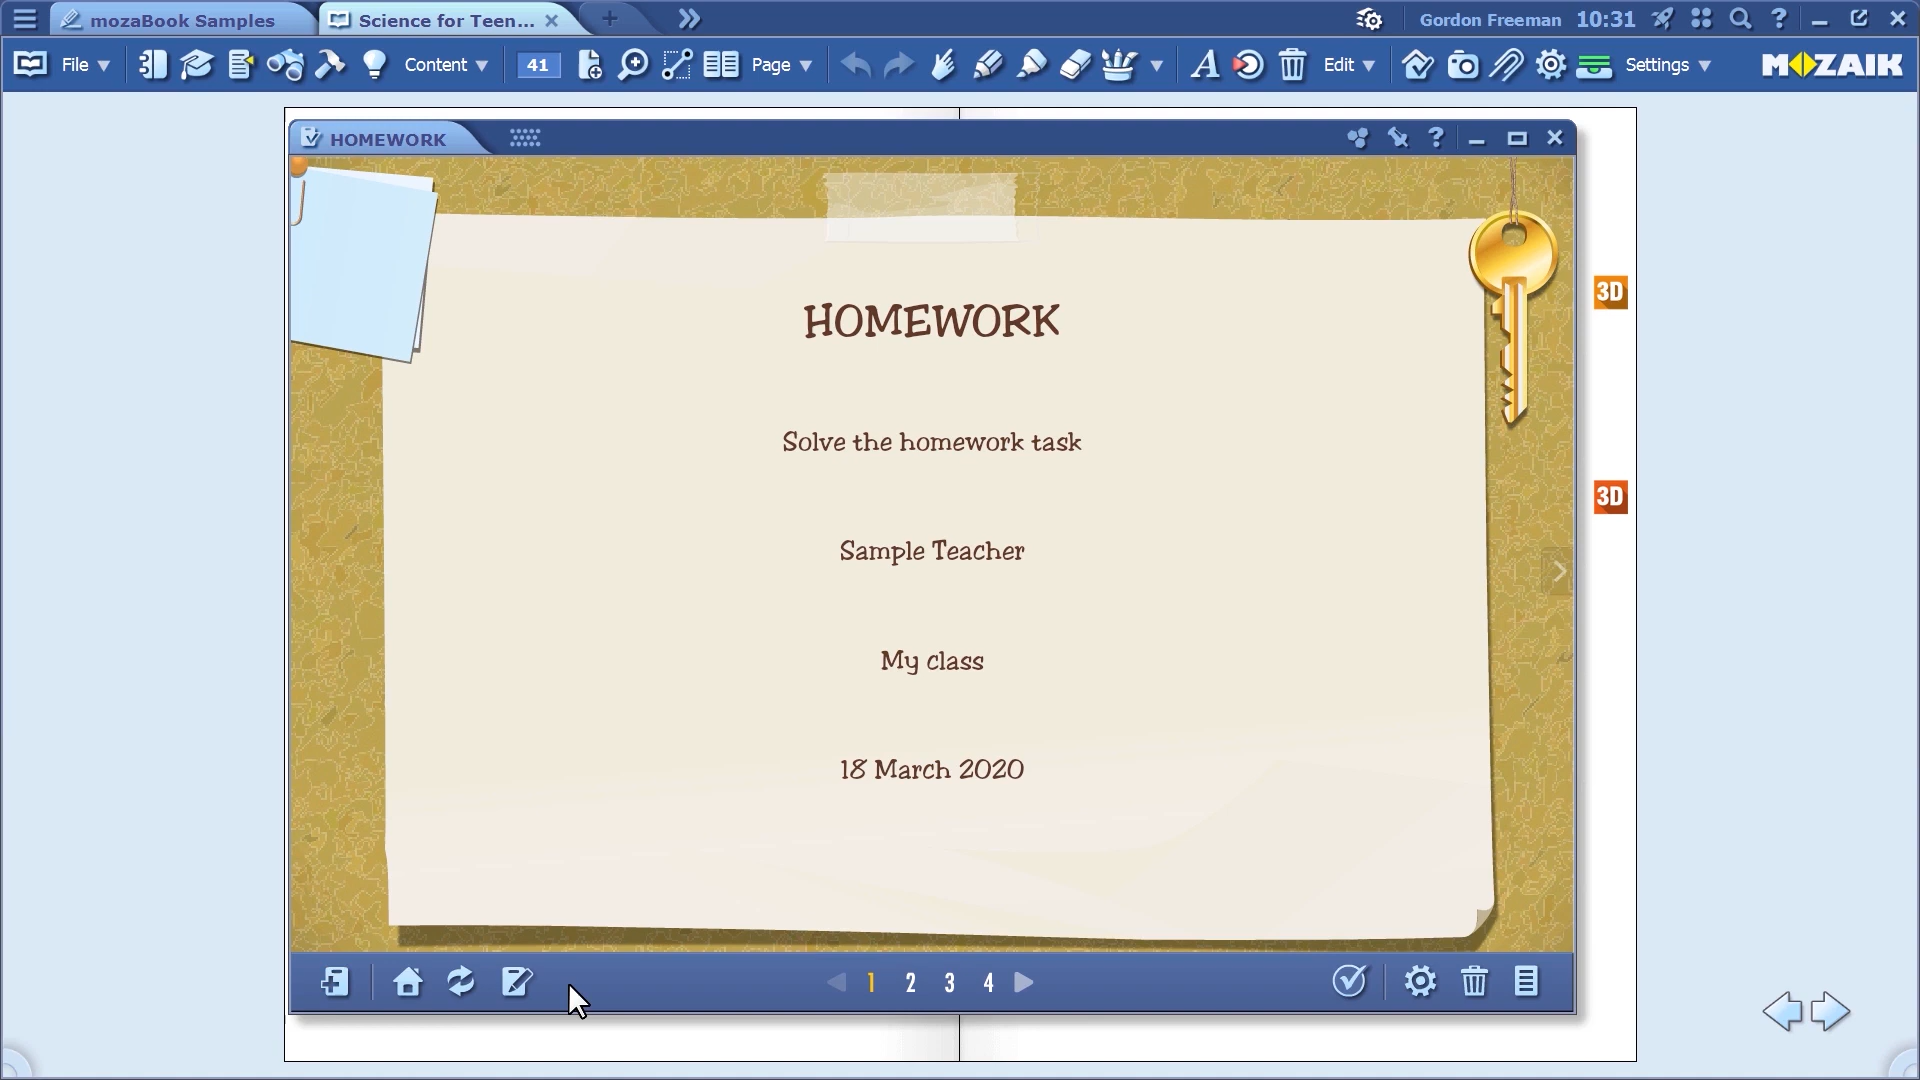 mozaBook Samples
Science for Teen...
Gordon Freeman 10:31
File
Content
41
Page
Edit
Settings
MOZAIK
HOMEWORK
HOMEWORK
Solve the homework task
Sample Teacher
My class
18 March 2020
3D
3D
1 2 3 4